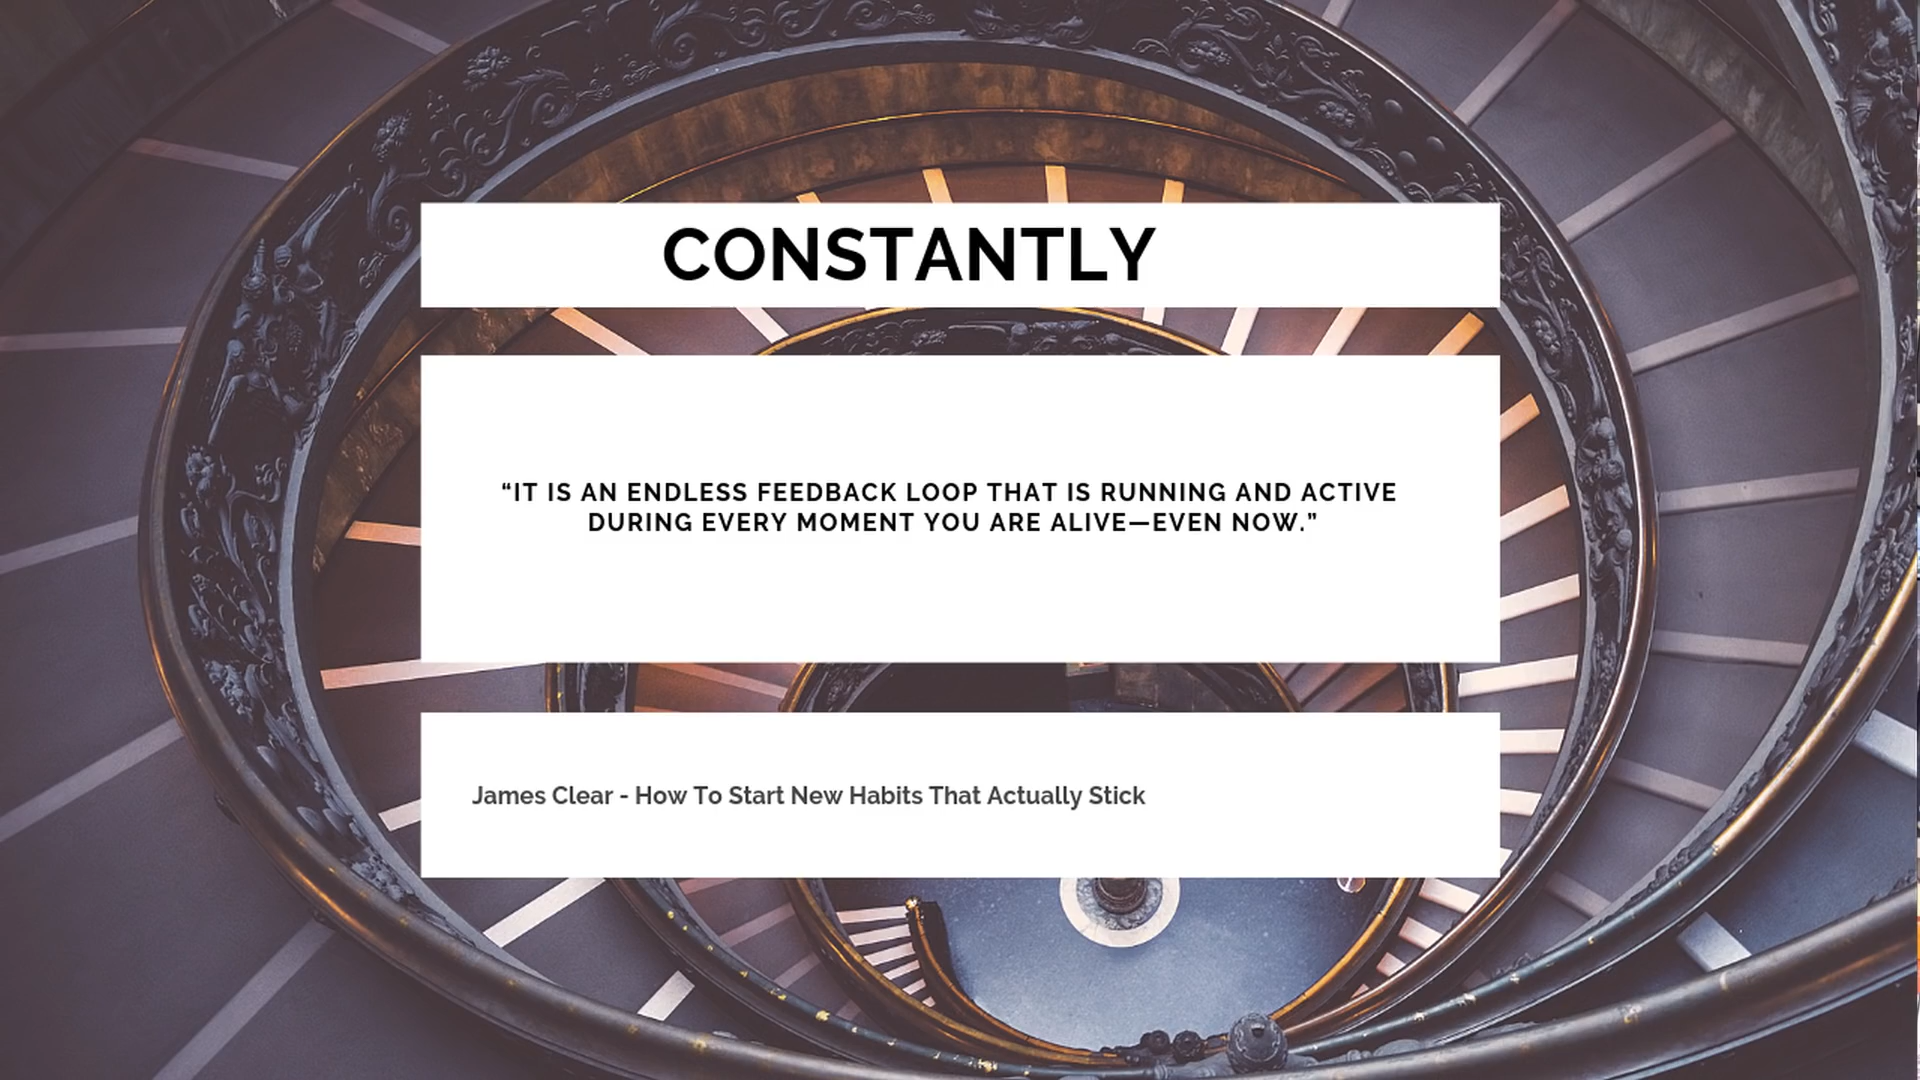 CONSTANTLY
“IT IS AN ENDLESS FEEDBACK LOOP THAT IS RUNNING AND ACTIVE
DURING EVERY MOMENT YOU ARE ALIVE—EVEN NOW.”
James Clear - How To Start New Habits That Actually Stick